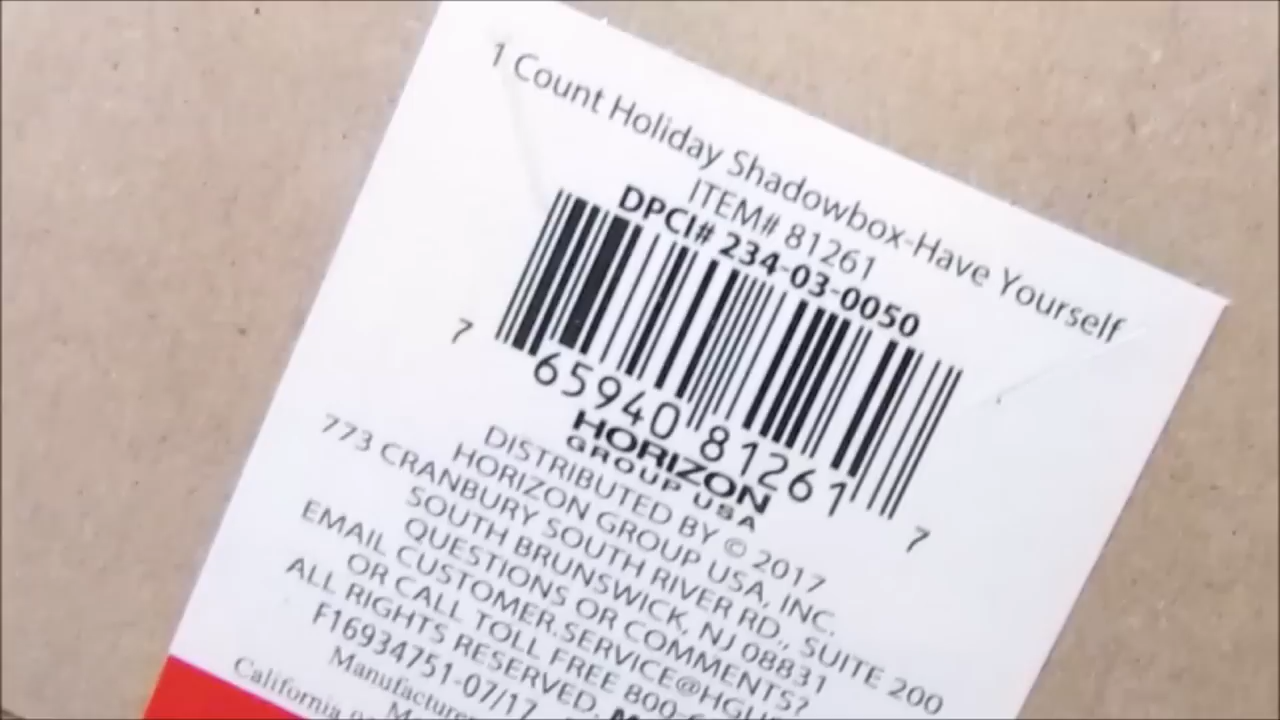 1 Count Holiday Shadowbox-Have Yourself
ITEM# 81261
DPCI# 234-03-0050
7 65940 81261 7
HORIZON
GROUP USA
DISTRIBUTED BY © 2017
HORIZON GROUP USA, INC.
773 CRANBURY SOUTH RIVER RD., SUITE 200
SOUTH BRUNSWICK, NJ 08831
QUESTIONS OR COMMENTS?
EMAIL CUSTOMER.SERVICE@HGU
OR CALL TOLL FREE 800-
ALL RIGHTS RESERVED.
F16934751-07/17
California